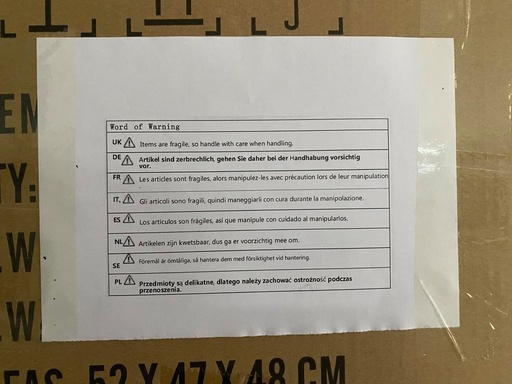 EM
Word of Warning
UK Items are fragile, so handle with care when handling.
DE Artikel sind zerbrechlich, gehen Sie daher bei der Handhabung vorsichtig
vor.
TY:
FR Les articles sont fragiles, alors manipulez-les avec précaution lors de leur manipulation
.
IT. Gli articoli sono fragili, quindi maneggiarli con cura durante la manipolazione.
ES Los artículos son frágiles, así que manipule con cuidado al manipularlos.
.W
NL Artikelen zijn kwetsbaar, dus ga er voorzichtig mee om.
SE Föremål är ömtåliga, så hantera dem med försiktighet vid hantering.
PL Przedmioty są delikatne, dlatego należy zachować ostrożność podczas
przenoszenia.
.W
EAS. 52 X 47 X 48 CM